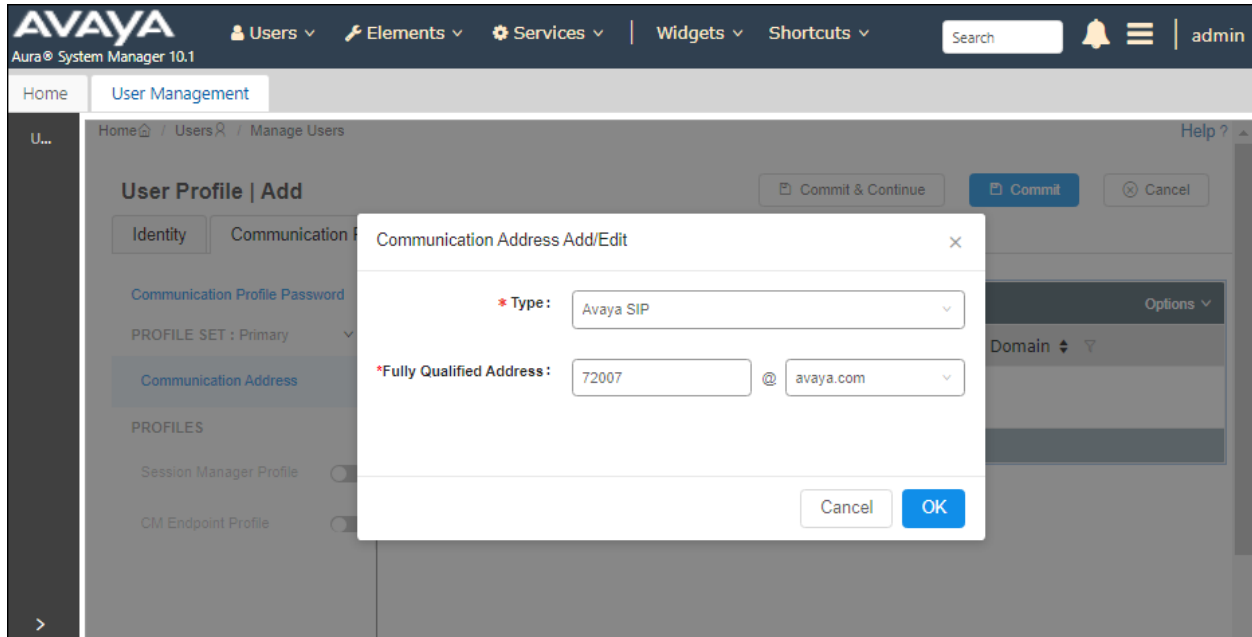 AVAYA
Aura® System Manager 10.1
Users Elements Services | Widgets Shortcuts Search admin
Home User Management
U...
Home / Users / Manage Users Help ?
User Profile | Add
Commit & Continue Commit Cancel
Identity Communication
Communication Address Add/Edit
Communication Profile Password
* Type: Avaya SIP
Options
PROFILE SET : Primary
Domain
Communication Address
*Fully Qualified Address: 72007 @ avaya.com
PROFILES
Session Manager Profile
CM Endpoint Profile
Cancel OK